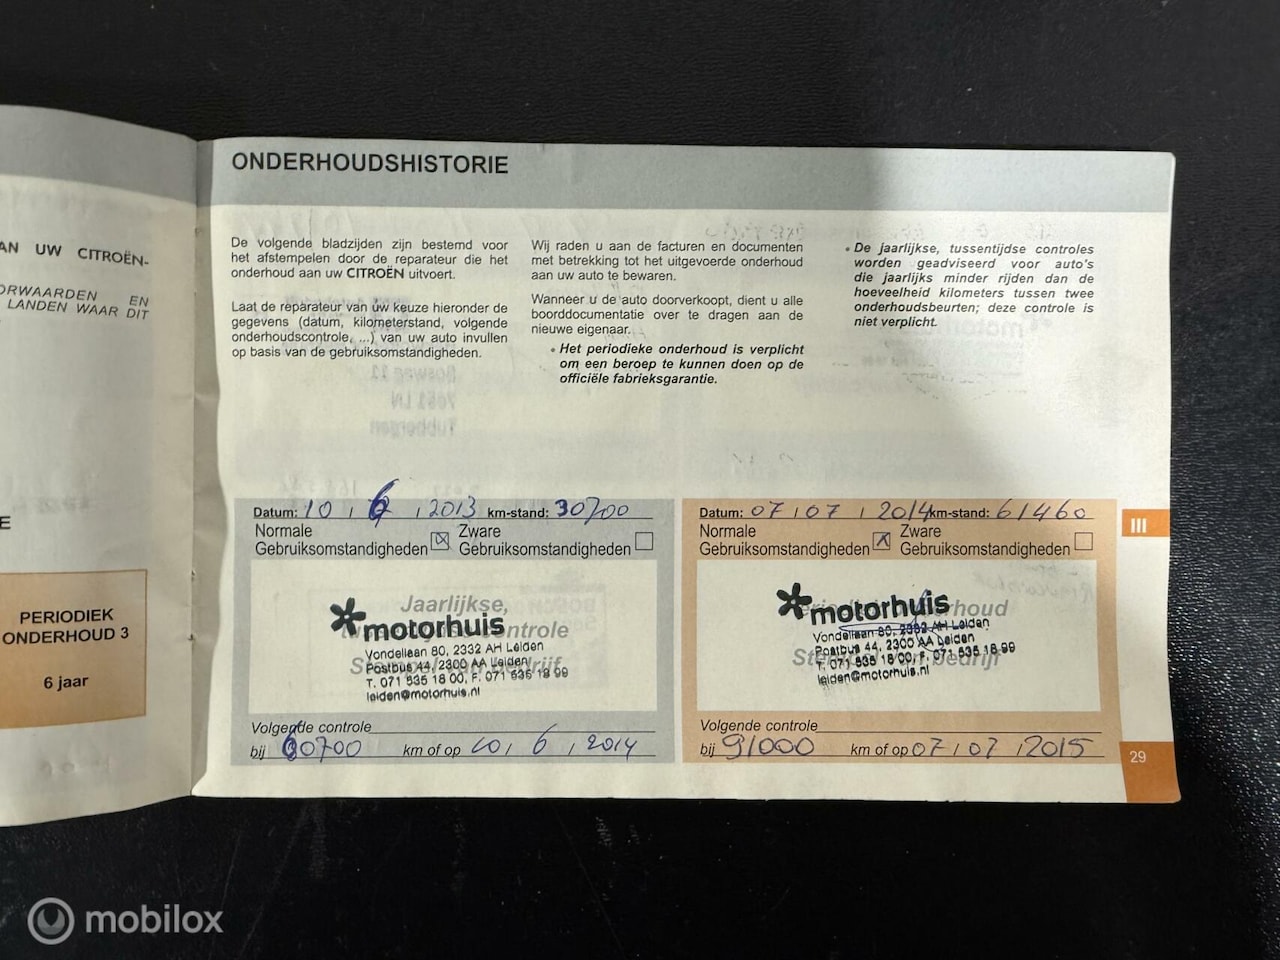 AN UW CITROËN-
ORWAARDEN EN
LANDEN WAAR DIT
E
PERIODIEK
ONDERHOUD 3
6 jaar
ONDERHOUDSHISTORIE
De volgende bladzijden zijn bestemd voor
het afstempelen door de reparateur die het
onderhoud aan uw CITROËN uitvoert.
Laat de reparateur van uw keuze hieronder de
gegevens (datum, kilometerstand, volgende
onderhoudscontrole, ...) van uw auto invullen
op basis van de gebruiksomstandigheden.
Wij raden u aan de facturen en documenten
met betrekking tot het uitgevoerde onderhoud
aan uw auto te bewaren.
Wanneer u de auto doorverkoopt, dient u alle
boorddocumentatie over te dragen aan de
nieuwe eigenaar.
• Het periodieke onderhoud is verplicht
om een beroep te kunnen doen op de
officiële fabrieksgarantie.
• De jaarlijkse, tussentijdse controles
worden geadviseerd voor auto's
die jaarlijks minder rijden dan de
hoeveelheid kilometers tussen twee
onderhoudsbeurten; deze controle is
niet verplicht.
Datum: 10 / 6 / 2013 km-stand: 30700
Normale Gebruiksomstandigheden Zware Gebruiksomstandigheden
Jaarlijkse,
motorhuis
controle
Vondellaan 80, 2332 AH Leiden
Postbus 44, 2300 AA Leiden
T. 071 535 18 00, F. 071 535 18 99
leiden@motorhuis.nl
Volgende controle
bij 60700 km of op 10 / 6 / 2014
Datum: 07 / 07 / 2014 km-stand: 61460
Normale Gebruiksomstandigheden Zware Gebruiksomstandigheden
motorhuis
Vondellaan 80, 2332 AH Leiden
Postbus 44, 2300 AA Leiden
T. 071 535 18 00, F. 071 535 18 99
leiden@motorhuis.nl
Volgende controle
bij 91000 km of op 07 / 07 / 2015
III
29
mobilox